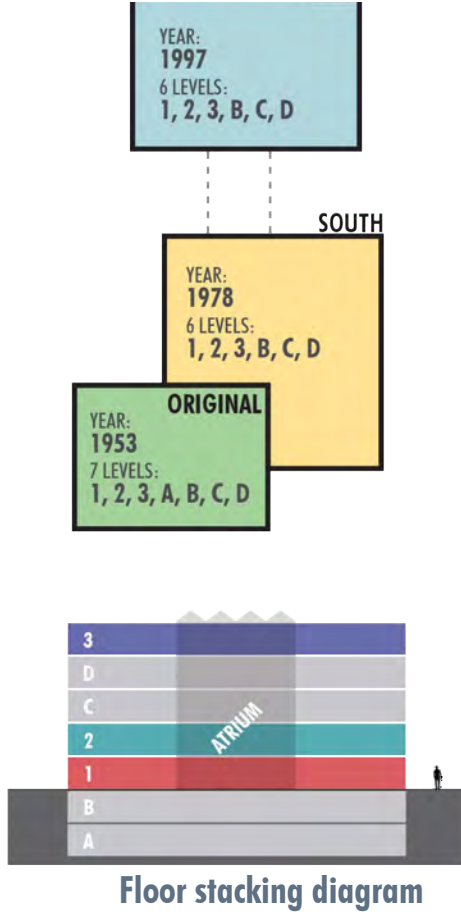 YEAR:
1997
6 LEVELS:
1, 2, 3, B, C, D
SOUTH
YEAR:
1978
6 LEVELS:
1, 2, 3, B, C, D
ORIGINAL
YEAR:
1953
7 LEVELS:
1, 2, 3, A, B, C, D
3
D
C
2
1
B
A
ATRIUM
Floor stacking diagram